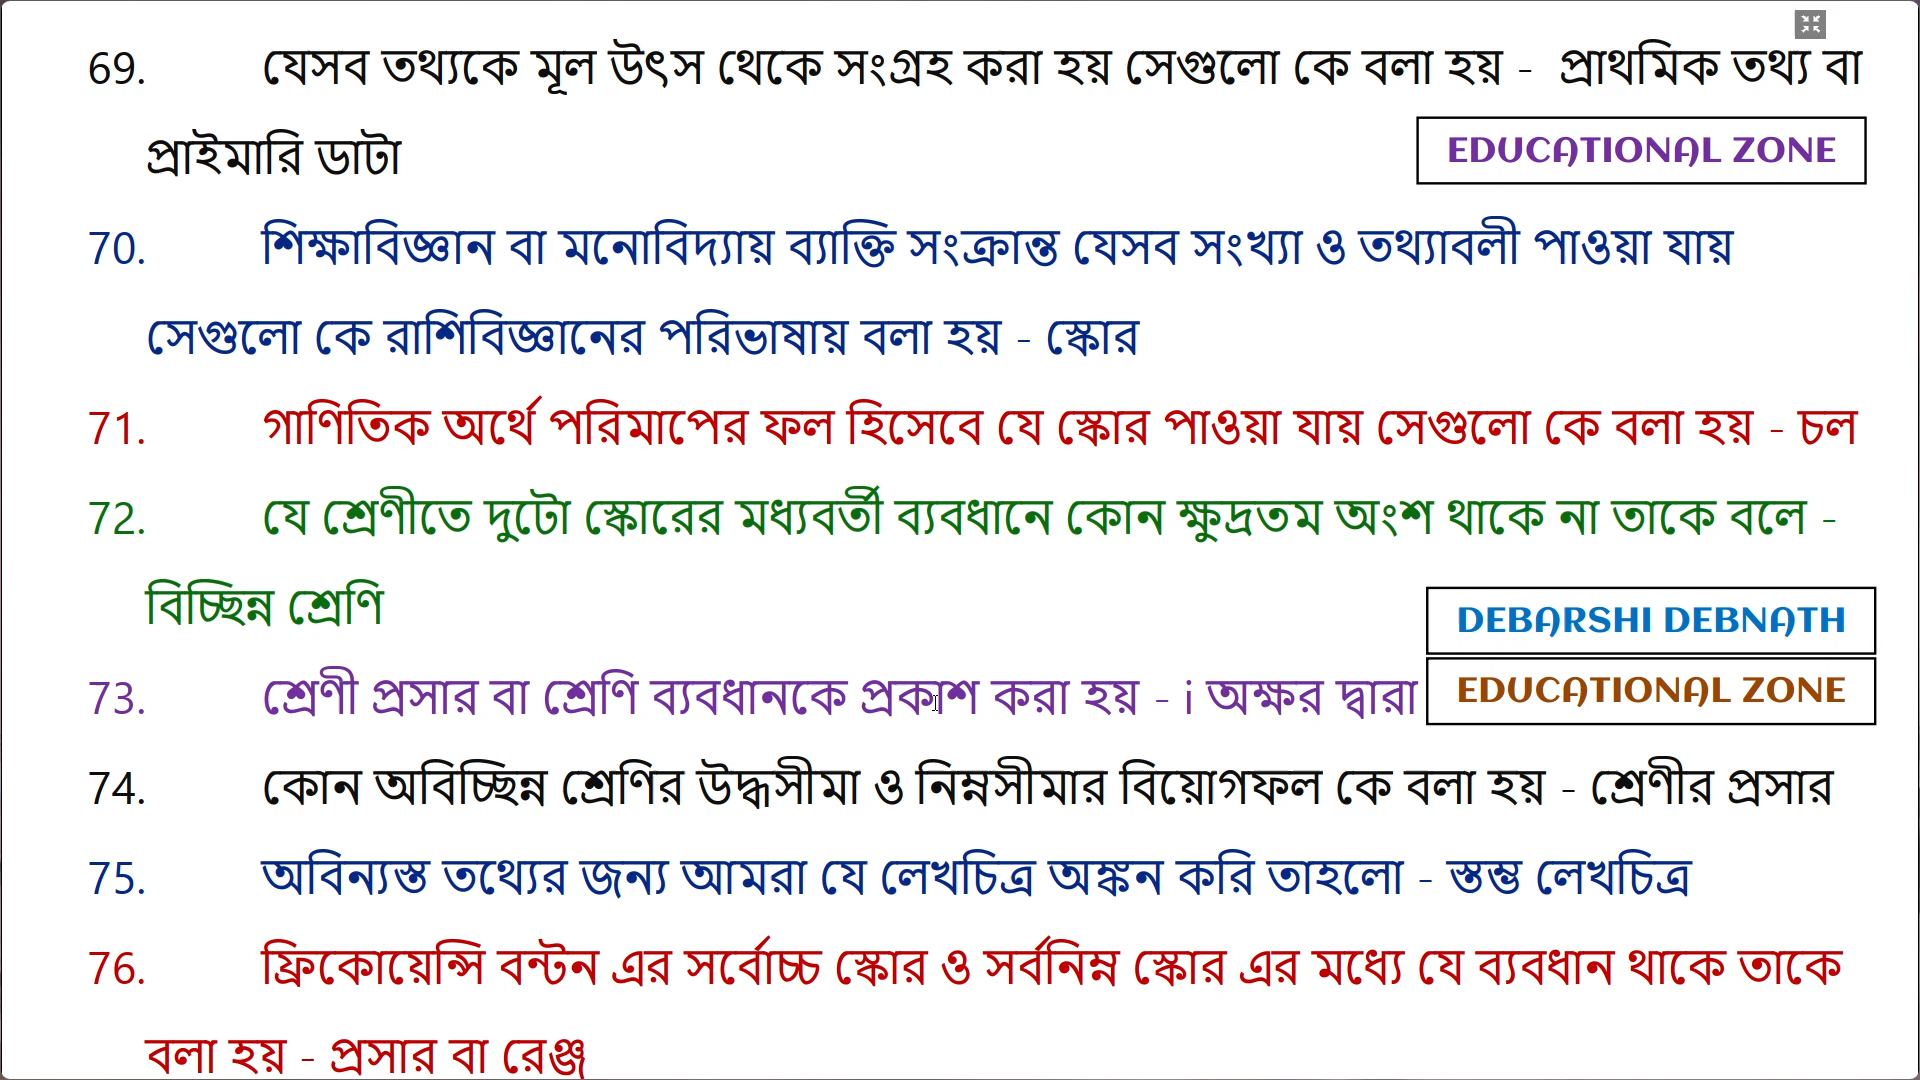 69. যেসব তথ্যকে মূল উৎস থেকে সংগ্রহ করা হয় সেগুলো কে বলা হয় - প্রাথমিক তথ্য বা
প্রাইমারি ডাটা
EDUCATIONAL ZONE
70. শিক্ষাবিজ্ঞান বা মনোবিদ্যায় ব্যাক্তি সংক্রান্ত যেসব সংখ্যা ও তথ্যাবলী পাওয়া যায়
সেগুলো কে রাশিবিজ্ঞানের পরিভাষায় বলা হয় - স্কোর
71. গাণিতিক অর্থে পরিমাপের ফল হিসেবে যে স্কোর পাওয়া যায় সেগুলো কে বলা হয় - চল
72. যে শ্রেণীতে দুটো স্কোরের মধ্যবর্তী ব্যবধানে কোন ক্ষুদ্রতম অংশ থাকে না তাকে বলে -
বিচ্ছিন্ন শ্রেণি
DEBARSHI DEBNATH
73. শ্রেণী প্রসার বা শ্রেণি ব্যবধানকে প্রকাশ করা হয় - i অক্ষর দ্বারা
EDUCATIONAL ZONE
74. কোন অবিচ্ছিন্ন শ্রেণির উদ্ধসীমা ও নিম্নসীমার বিয়োগফল কে বলা হয় - শ্রেণীর প্রসার
75. অবিন্যস্ত তথ্যের জন্য আমরা যে লেখচিত্র অঙ্কন করি তাহলো - স্তম্ভ লেখচিত্র
76. ফ্রিকোয়েন্সি বন্টন এর সর্বোচ্চ স্কোর ও সর্বনিম্ন স্কোর এর মধ্যে যে ব্যবধান থাকে তাকে
বলা হয় - প্রসার বা রেঞ্জ